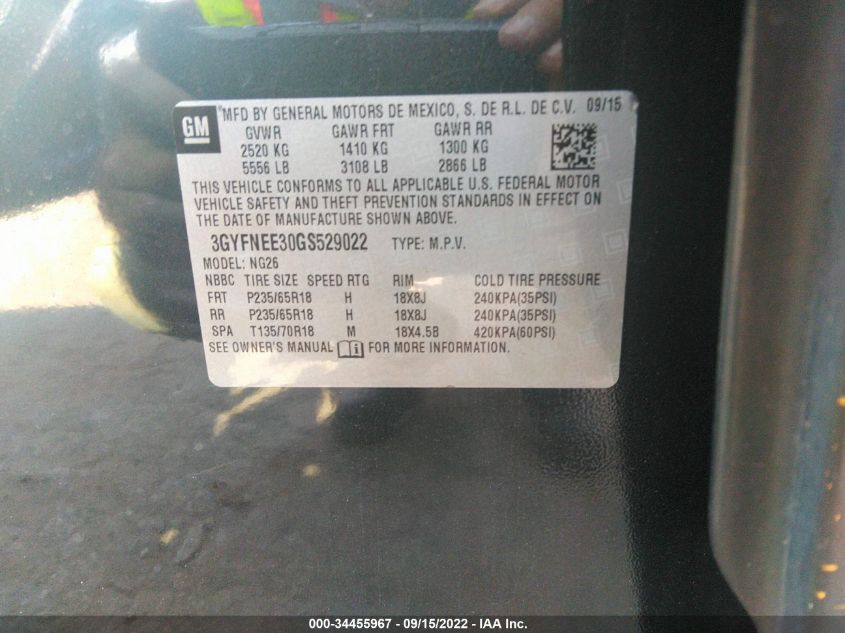 GM
MFD BY GENERAL MOTORS DE MEXICO, S. DE R.L. DE C.V. 09/15
GVWR GAWR FRT GAWR RR
2520 KG 1410 KG 1300 KG
5556 LB 3108 LB 2866 LB
THIS VEHICLE CONFORMS TO ALL APPLICABLE U.S. FEDERAL MOTOR
VEHICLE SAFETY AND THEFT PREVENTION STANDARDS IN EFFECT ON
THE DATE OF MANUFACTURE SHOWN ABOVE.
3GYFNEE30GS529022 TYPE: M.P.V.
MODEL: NG26
NBBC TIRE SIZE SPEED RTG RIM COLD TIRE PRESSURE
FRT P235/65R18 H 18X8J 240KPA(35PSI)
RR P235/65R18 H 18X8J 240KPA(35PSI)
SPA T135/70R18 M 18X4.5B 420KPA(60PSI)
SEE OWNER'S MANUAL FOR MORE INFORMATION.
000-34455967 - 09/15/2022 - IAA Inc.